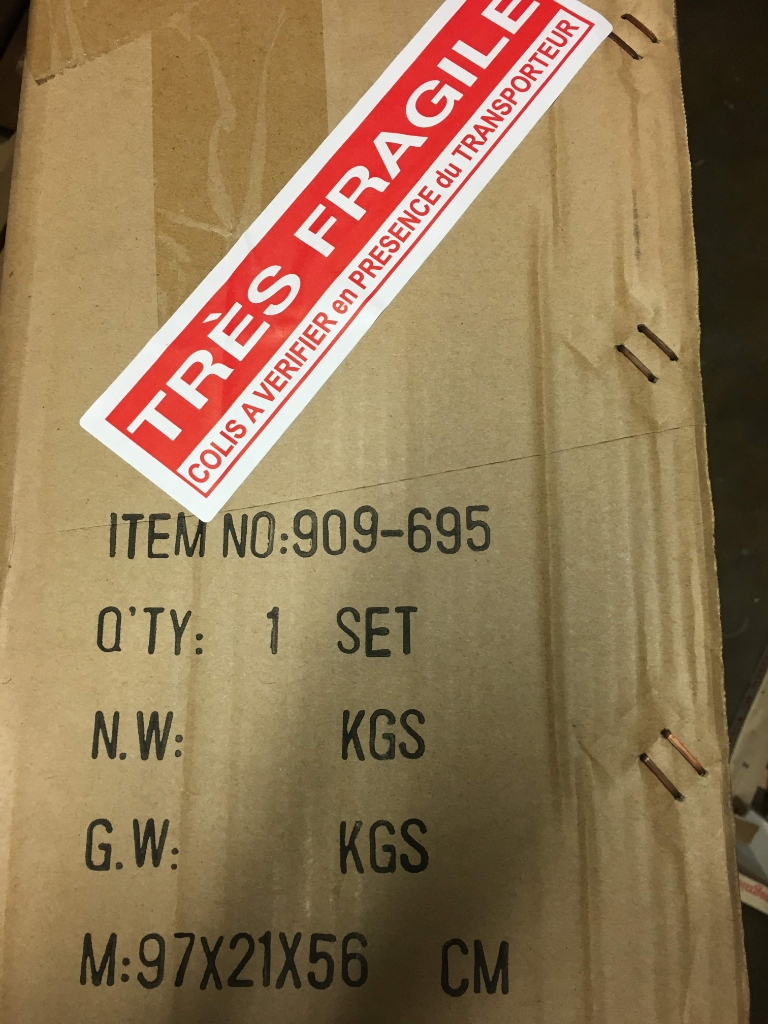 TRÈS FRAGILE
COLIS A VERIFIER en PRESENCE du TRANSPORTEUR
ITEM NO:909-695
Q'TY: 1 SET
N.W: KGS
G.W: KGS
M:97X21X56 CM